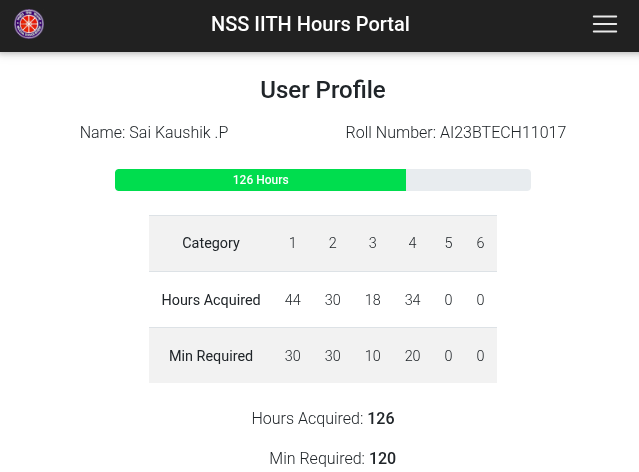 NSS IITH Hours Portal
User Profile
Name: Sai Kaushik .P Roll Number: AI23BTECH11017
126 Hours
Category 1 2 3 4 5 6
Hours Acquired 44 30 18 34 0 0
Min Required 30 30 10 20 0 0
Hours Acquired: 126
Min Required: 120